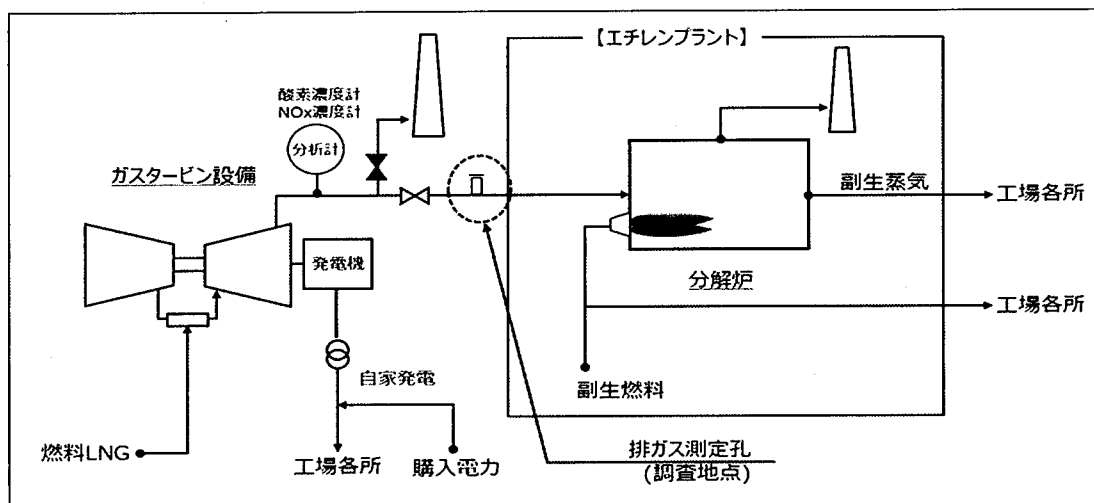 【エチレンプラント】
酸素濃度計
NOx濃度計
分析計
ガスタービン設備
発電機
副生蒸気
工場各所
分解炉
工場各所
副生燃料
自家発電
燃料LNG
工場各所
購入電力
排ガス測定孔
(調査地点)